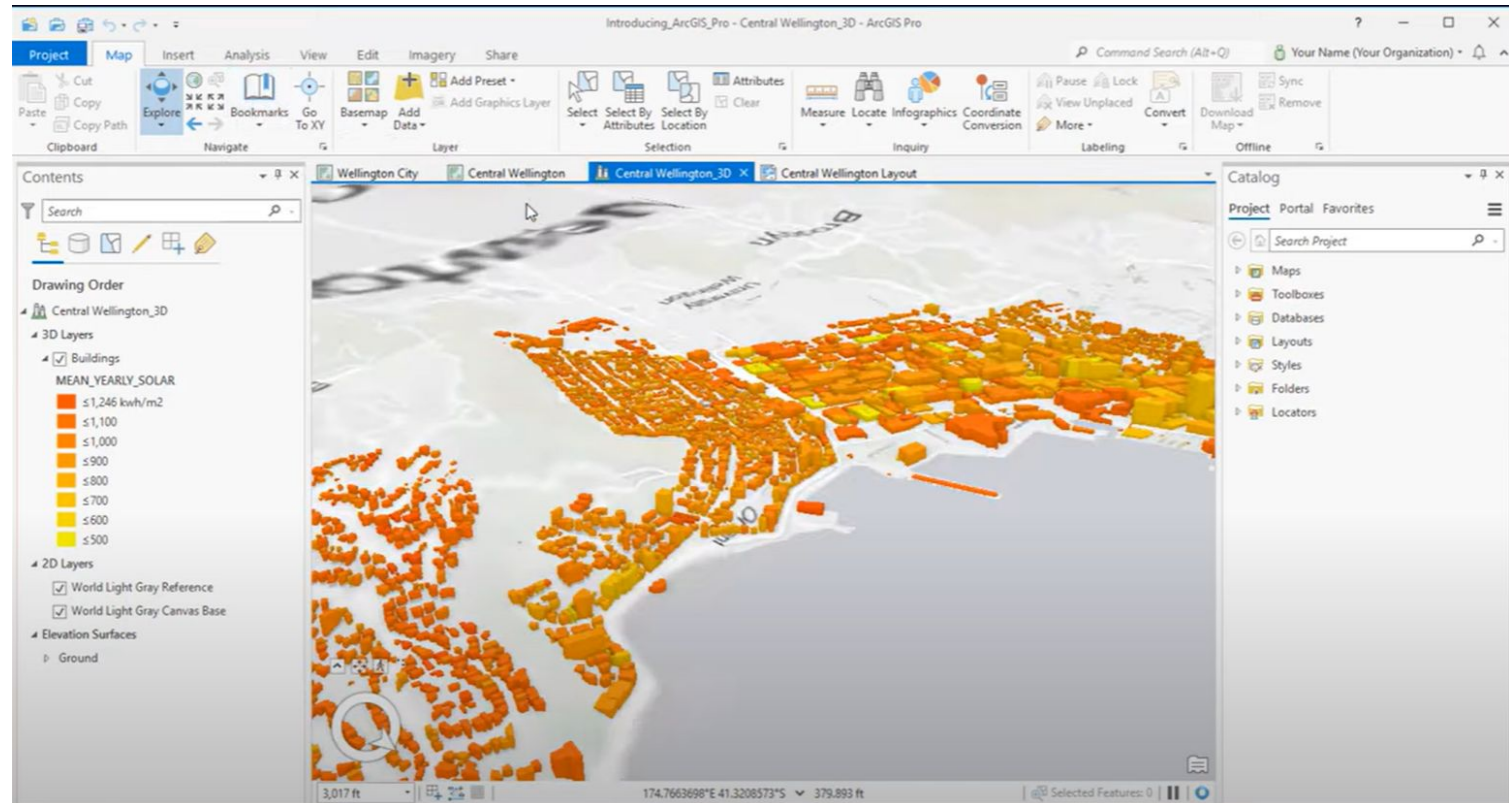 Introducing_ArcGIS_Pro - Central Wellington_3D - ArcGIS Pro
?
Project Map Insert Analysis View Edit Imagery Share
Command Search (Alt+Q)
Your Name (Your Organization)
Paste
Cut
Copy
Copy Path
Clipboard
Explore
Bookmarks
Go To XY
Navigate
Basemap
Add Data
Add Preset
Add Graphics Layer
Layer
Select
Select By Attributes
Select By Location
Attributes
Clear
Selection
Measure
Locate
Infographics
Coordinate Conversion
Inquiry
Pause
Lock
View Unplaced
More
Convert
Labeling
Download Map
Sync
Remove
Offline
Contents
Search
Drawing Order
Central Wellington_3D
3D Layers
Buildings
MEAN_YEARLY_SOLAR
≤1,246 kwh/m2
≤1,100
≤1,000
≤900
≤800
≤700
≤600
≤500
2D Layers
World Light Gray Reference
World Light Gray Canvas Base
Elevation Surfaces
Ground
Wellington City
Central Wellington
Central Wellington_3D
Central Wellington Layout
Brooklyn
University
Wellington
3,017 ft
174.7663698°E 41.3208573°S
379.893 ft
Selected Features: 0
Catalog
Project Portal Favorites
Search Project
Maps
Toolboxes
Databases
Layouts
Styles
Folders
Locators